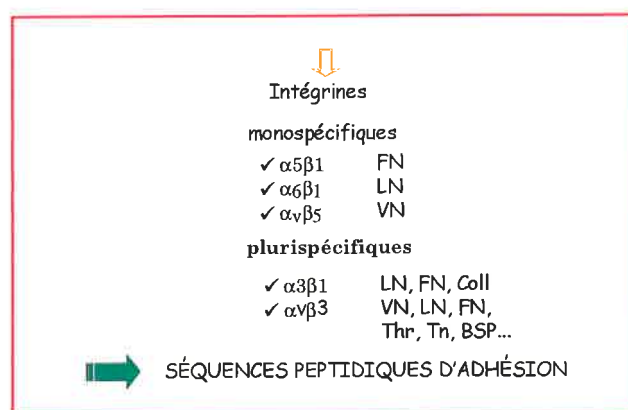 Intégrines
monospécifiques
✓ α5β1 FN
✓ α6β1 LN
✓ αvβ5 VN
plurispécifiques
✓ α3β1 LN, FN, Coll
✓ αvβ3 VN, LN, FN,
Thr, Tn, BSP...
SÉQUENCES PEPTIDIQUES D'ADHÉSION